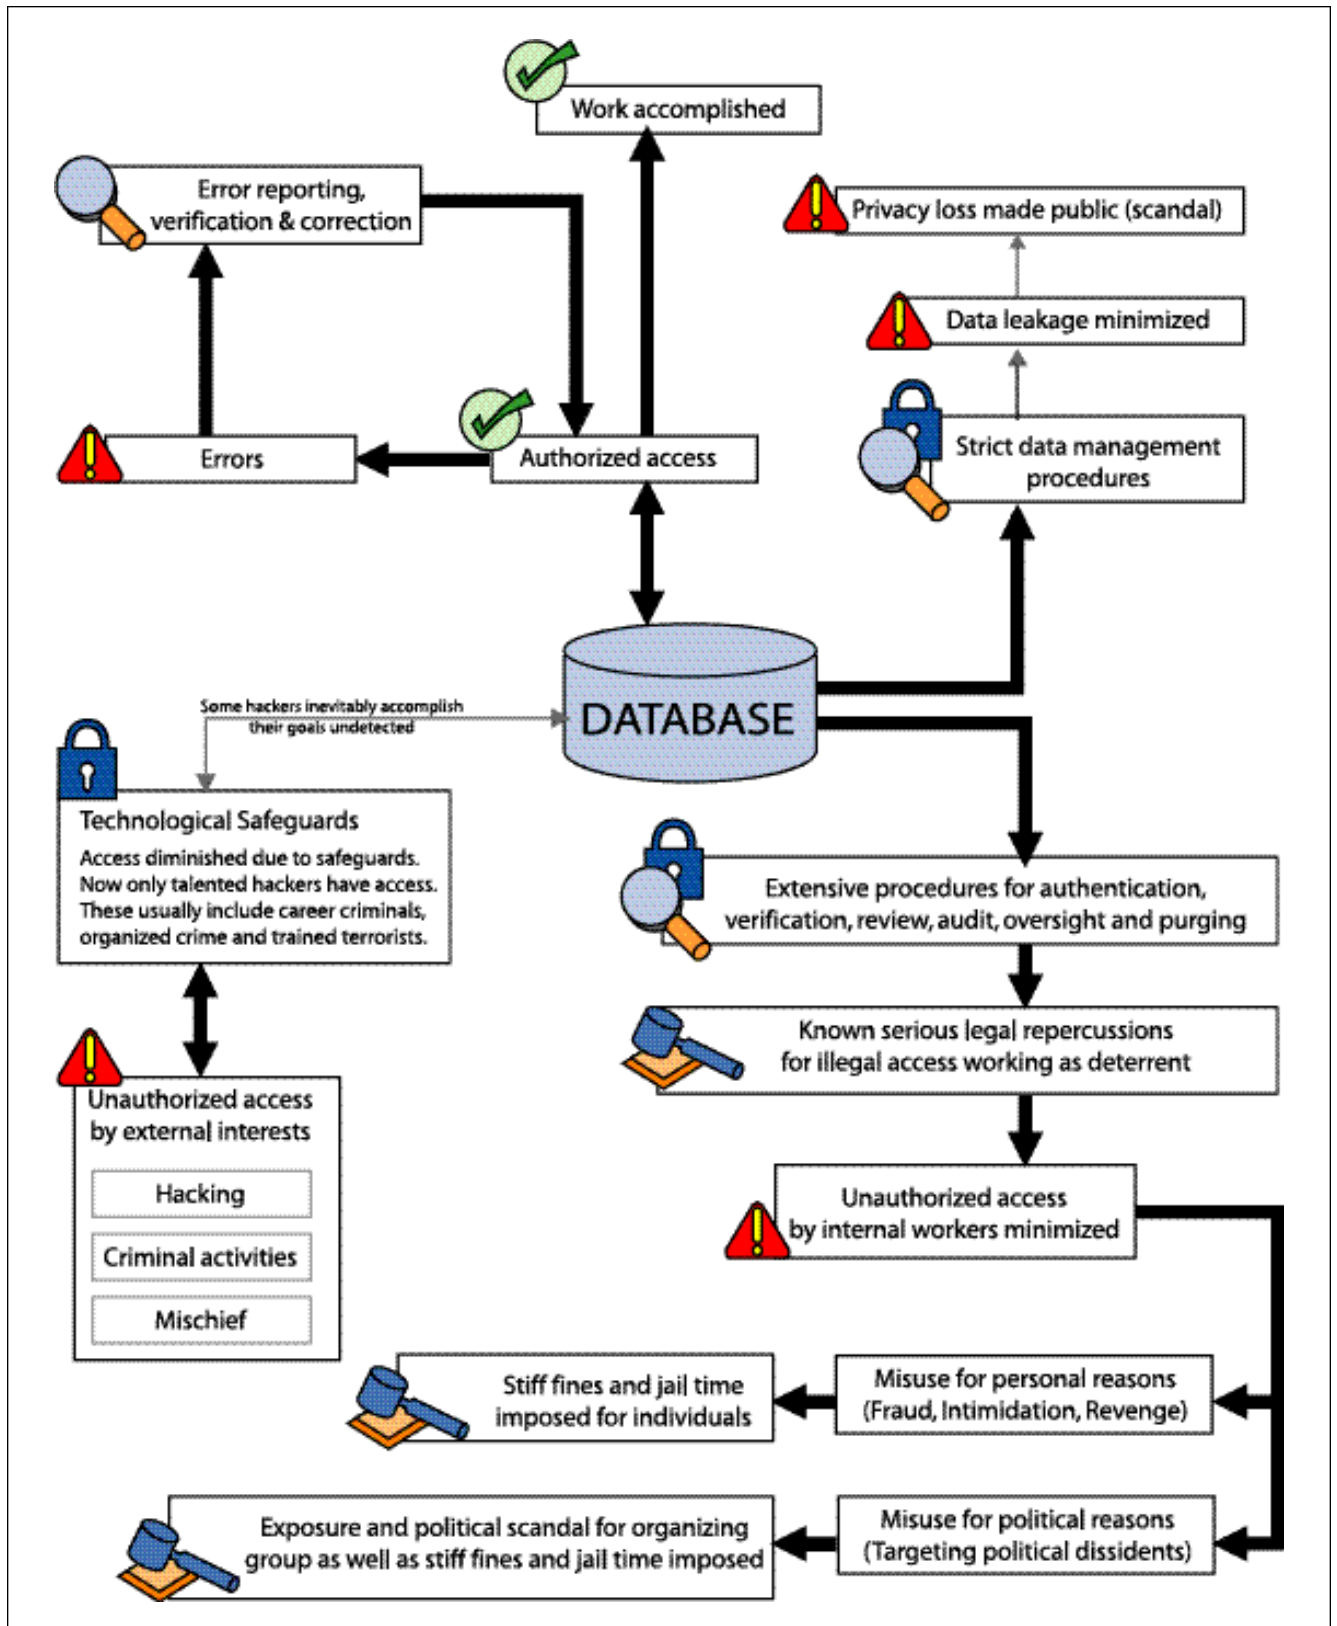 Work accomplished
Error reporting,
verification & correction
Privacy loss made public (scandal)
Data leakage minimized
Errors
Authorized access
Strict data management
procedures
DATABASE
Some hackers inevitably accomplish
their goals undetected
Technological Safeguards
Access diminished due to safeguards.
Now only talented hackers have access.
These usually include career criminals,
organized crime and trained terrorists.
Extensive procedures for authentication,
verification, review, audit, oversight and purging
Known serious legal repercussions
for illegal access working as deterrent
Unauthorized access
by external interests
Hacking
Criminal activities
Mischief
Unauthorized access
by internal workers minimized
Stiff fines and jail time
imposed for individuals
Misuse for personal reasons
(Fraud, Intimidation, Revenge)
Exposure and political scandal for organizing
group as well as stiff fines and jail time imposed
Misuse for political reasons
(Targeting political dissidents)